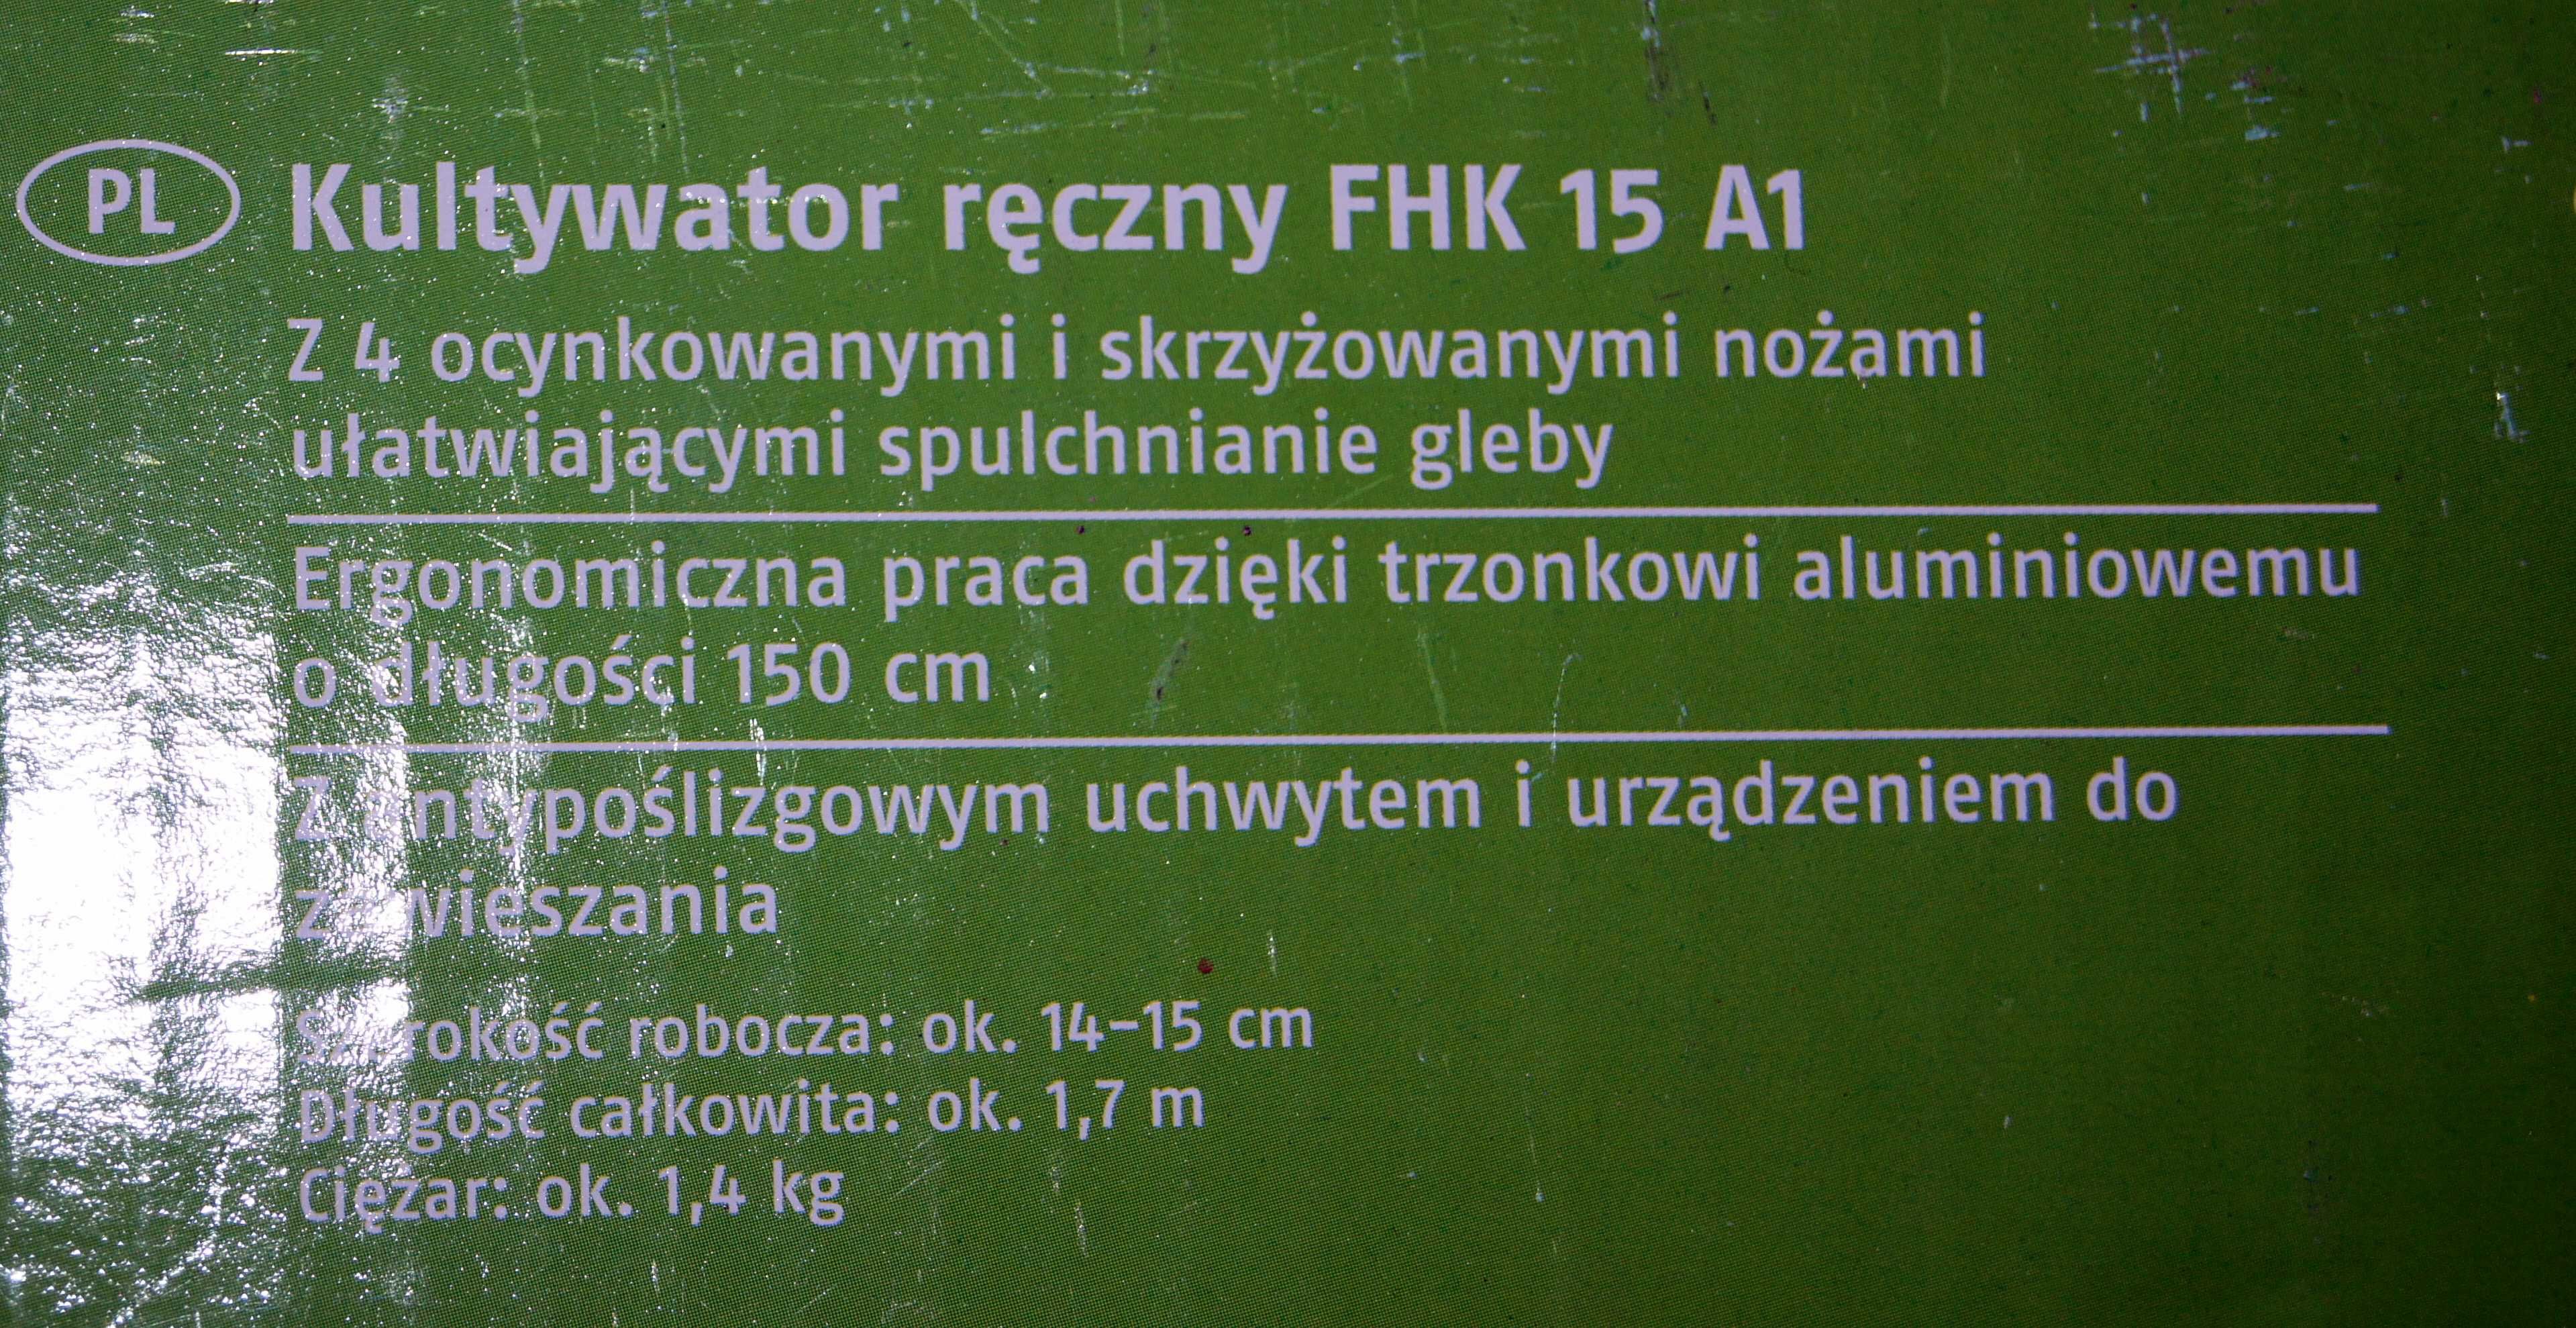 PL Kultywator ręczny FHK 15 A1
Z 4 ocynkowanymi i skrzyżowanymi nożami
ułatwiającymi spulchnianie gleby
Ergonomiczna praca dzięki trzonkowi aluminiowemu
o długości 150 cm
Z antypoślizgowym uchwytem i urządzeniem do
zawieszania
Szerokość robocza: ok. 14–15 cm
Długość całkowita: ok. 1,7 m
Ciężar: ok. 1,4 kg